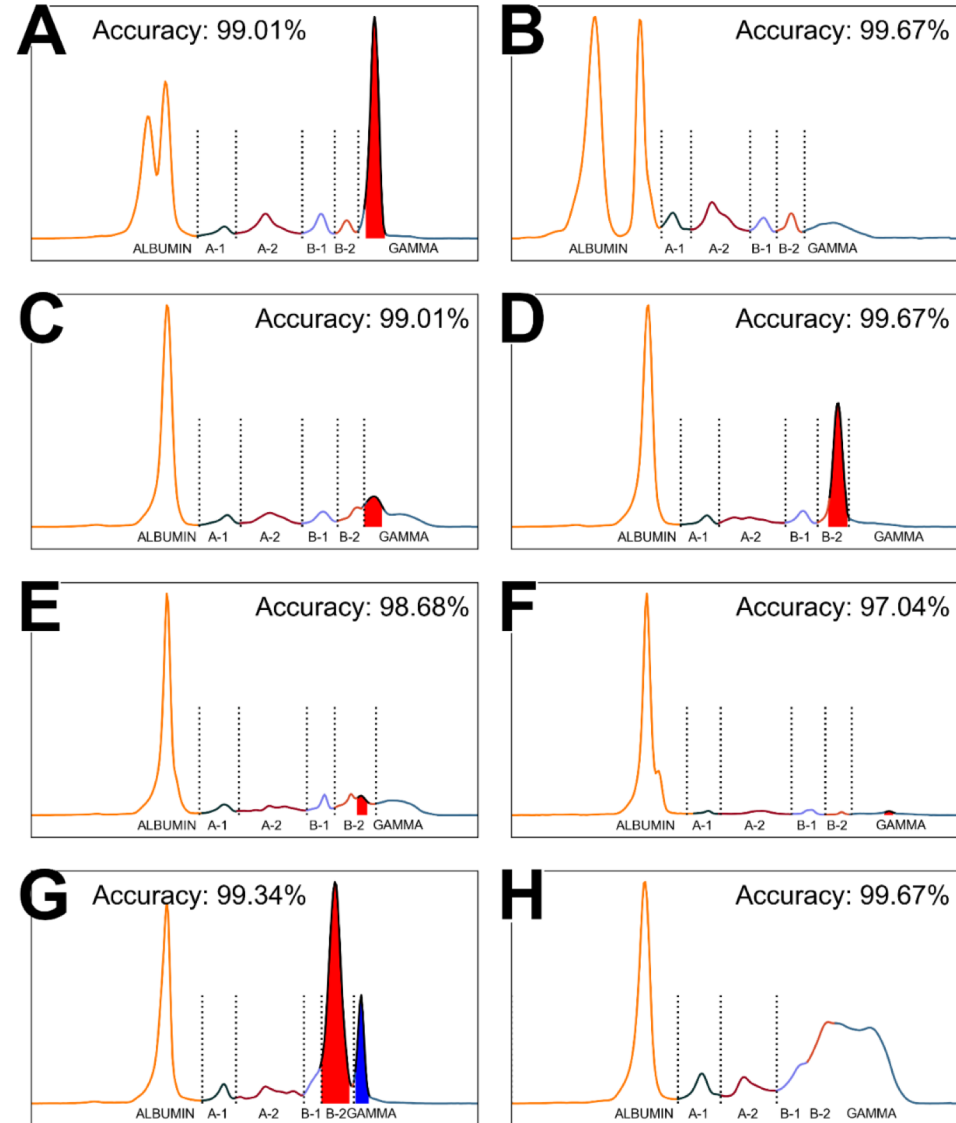 A Accuracy: 99.01%
ALBUMIN A-1 A-2 B-1 B-2 GAMMA
B Accuracy: 99.67%
ALBUMIN A-1 A-2 B-1 B-2 GAMMA
C Accuracy: 99.01%
ALBUMIN A-1 A-2 B-1 B-2 GAMMA
D Accuracy: 99.67%
ALBUMIN A-1 A-2 B-1 B-2 GAMMA
E Accuracy: 98.68%
ALBUMIN A-1 A-2 B-1 B-2 GAMMA
F Accuracy: 97.04%
ALBUMIN A-1 A-2 B-1 B-2 GAMMA
G Accuracy: 99.34%
ALBUMIN A-1 A-2 B-1 B-2 GAMMA
H Accuracy: 99.67%
ALBUMIN A-1 A-2 B-1 B-2 GAMMA